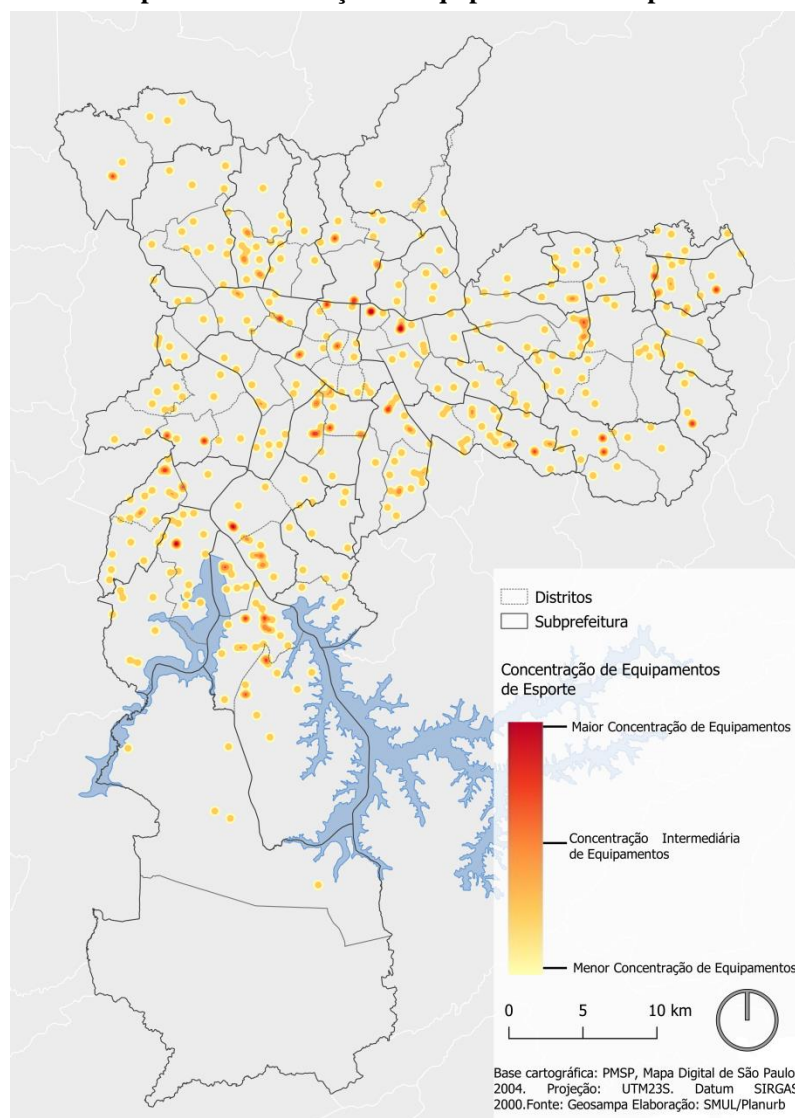 Distritos
Subprefeitura
Concentração de Equipamentos
de Esporte
Maior Concentração de Equipamentos
Concentração Intermediária
de Equipamentos
Menor Concentração de Equipamentos
0 5 10 km
Base cartográfica: PMSP, Mapa Digital de São Paulo
2004. Projeção: UTM23S. Datum SIRGAS
2000.Fonte: Geosampa Elaboração: SMUL/Planurb